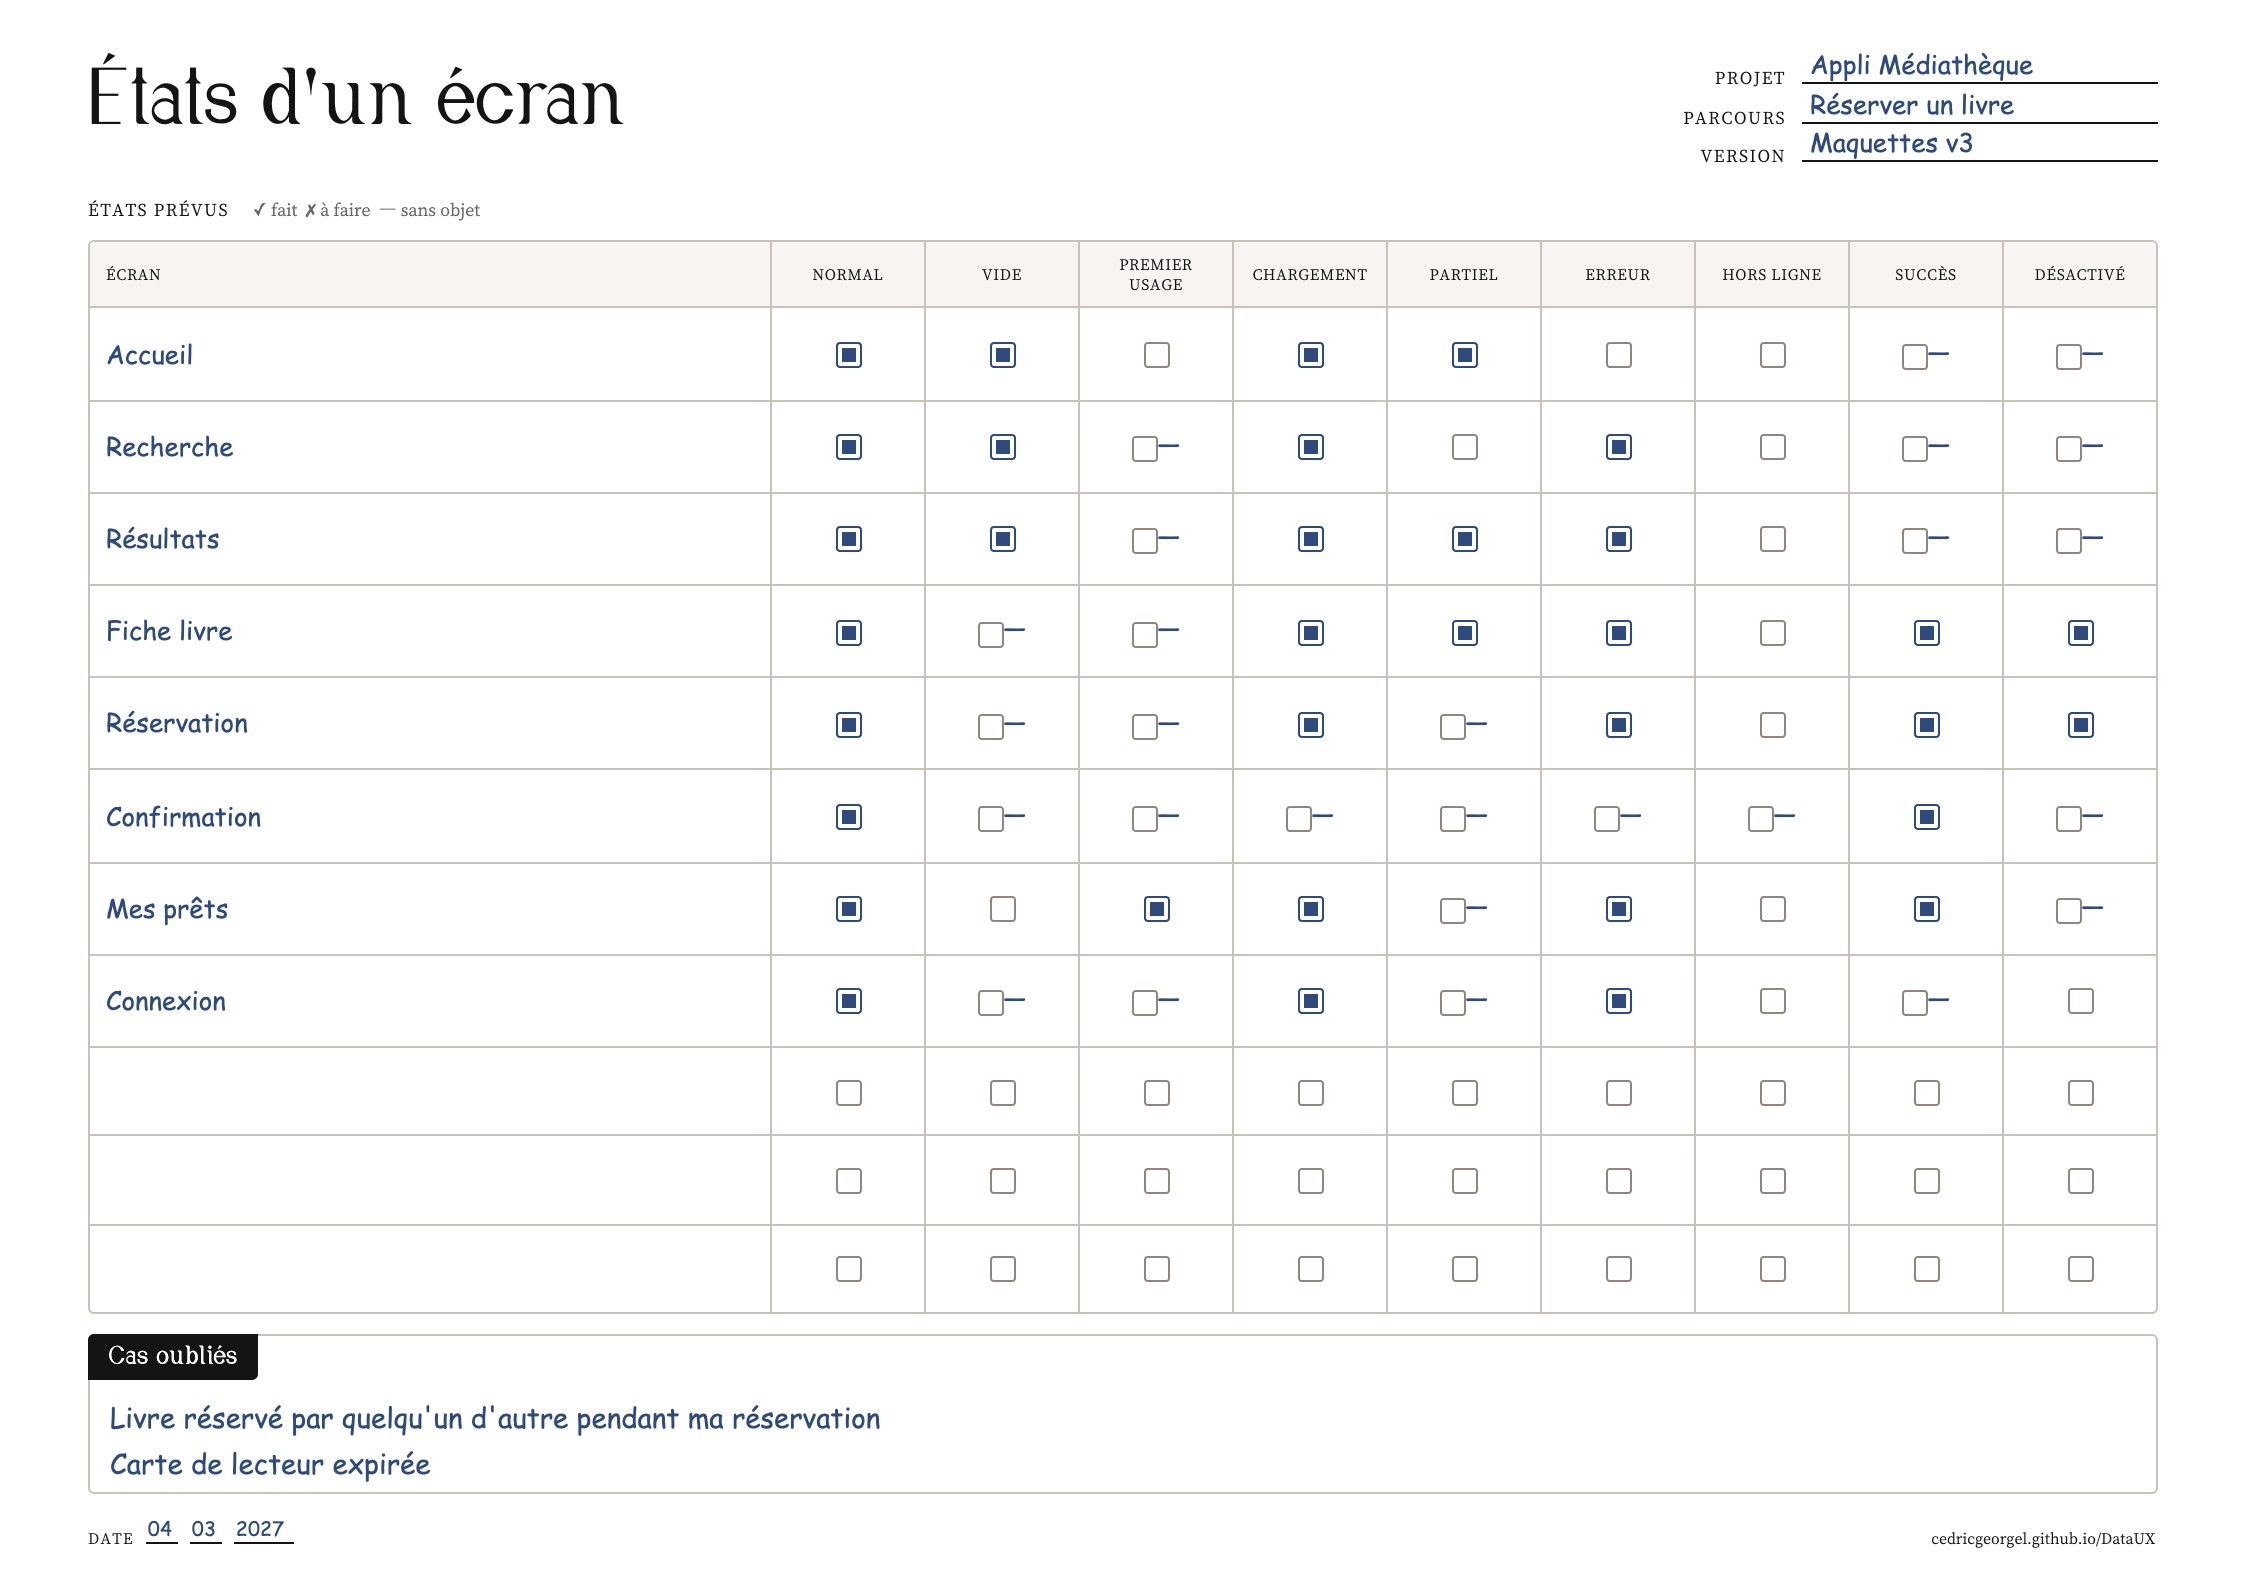 États d'un écran
PROJET Appli Médiathèque
PARCOURS Réserver un livre
VERSION Maquettes v3
ÉTATS PRÉVUS ✓ fait ✗ à faire — sans objet
ÉCRAN NORMAL VIDE PREMIER USAGE CHARGEMENT PARTIEL ERREUR HORS LIGNE SUCCÈS DÉSACTIVÉ
Accueil — —
Recherche — — —
Résultats — — —
Fiche livre — —
Réservation — — —
Confirmation — — — — — — —
Mes prêts — —
Connexion — — — —
Cas oubliés
Livre réservé par quelqu'un d'autre pendant ma réservation
Carte de lecteur expirée
DATE 04 03 2027
cedricgeorgel.github.io/DataUX